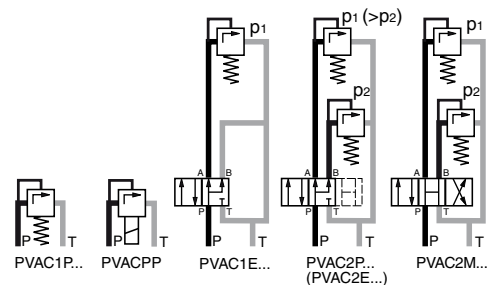 p1
p1 (>p2)
p1
p2
p2
A B
A B
A B
P T
P T
P T
P T
P T
P T
P T
P T
PVAC1P...
PVACPP
PVAC1E...
PVAC2P...
PVAC2M...
(PVAC2E...)